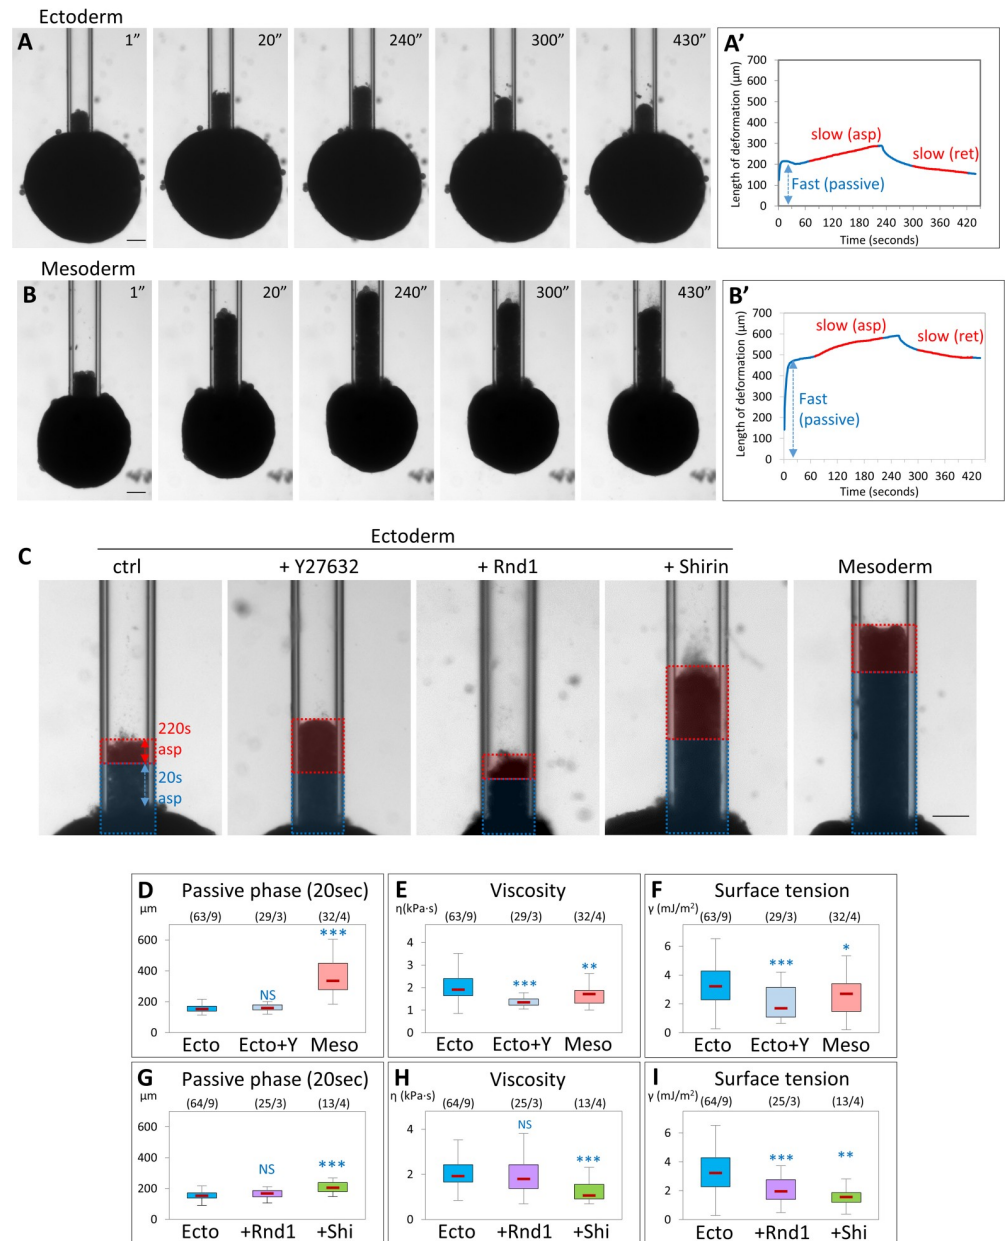 Ectoderm
A
1”
20”
240”
300”
430”
A’
Length of deformation (µm)
700
600
500
400
300
200
100
0
slow (asp)
slow (ret)
Fast (passive)
0 60 120 180 240 300 360 420
Time (seconds)
Mesoderm
B
1”
20”
240”
300”
430”
B’
Length of deformation (µm)
700
600
500
400
300
200
100
0
slow (asp)
slow (ret)
Fast
(passive)
0 60 120 180 240 300 360 420
Time (seconds)
C
Ectoderm
ctrl
+ Y27632
+ Rnd1
+ Shirin
Mesoderm
220s
asp
20s
asp
D
Passive phase (20sec)
µm
(63/9) (29/3) (32/4)
600
400
200
0
NS
***
Ecto Ecto+Y Meso
E
Viscosity
η(kPa·s)
(63/9) (29/3) (32/4)
4
3
2
1
0
***
**
Ecto Ecto+Y Meso
F
Surface tension
γ (mJ/m²)
(63/9) (29/3) (32/4)
6
4
2
0
***
*
Ecto Ecto+Y Meso
G
Passive phase (20sec)
µm
(64/9) (25/3) (13/4)
600
400
200
0
NS
***
Ecto +Rnd1 +Shi
H
Viscosity
η (kPa·s)
(64/9) (25/3) (13/4)
4
2
0
NS
***
Ecto +Rnd1 +Shi
I
Surface tension
γ (mJ/m²)
(64/9) (25/3) (13/4)
6
4
2
0
***
**
Ecto +Rnd1 +Shi